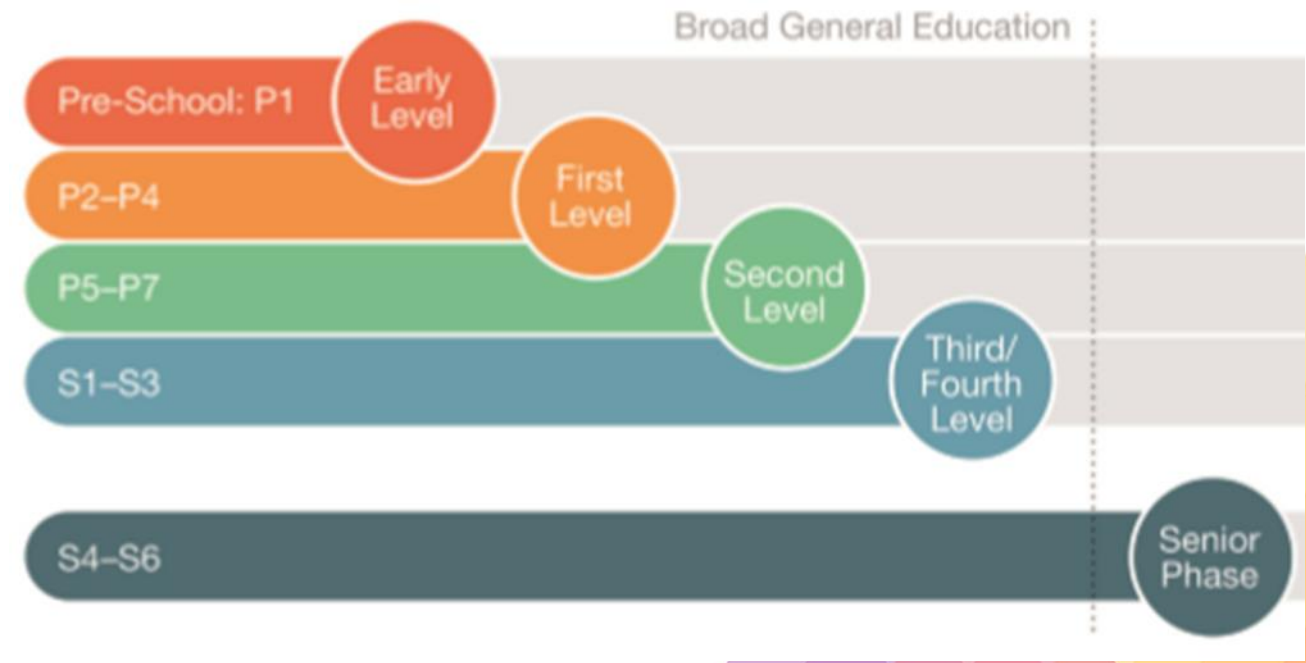 Broad General Education
Pre-School: P1
Early
Level
P2–P4
First
Level
P5–P7
Second
Level
S1–S3
Third/
Fourth
Level
S4–S6
Senior
Phase